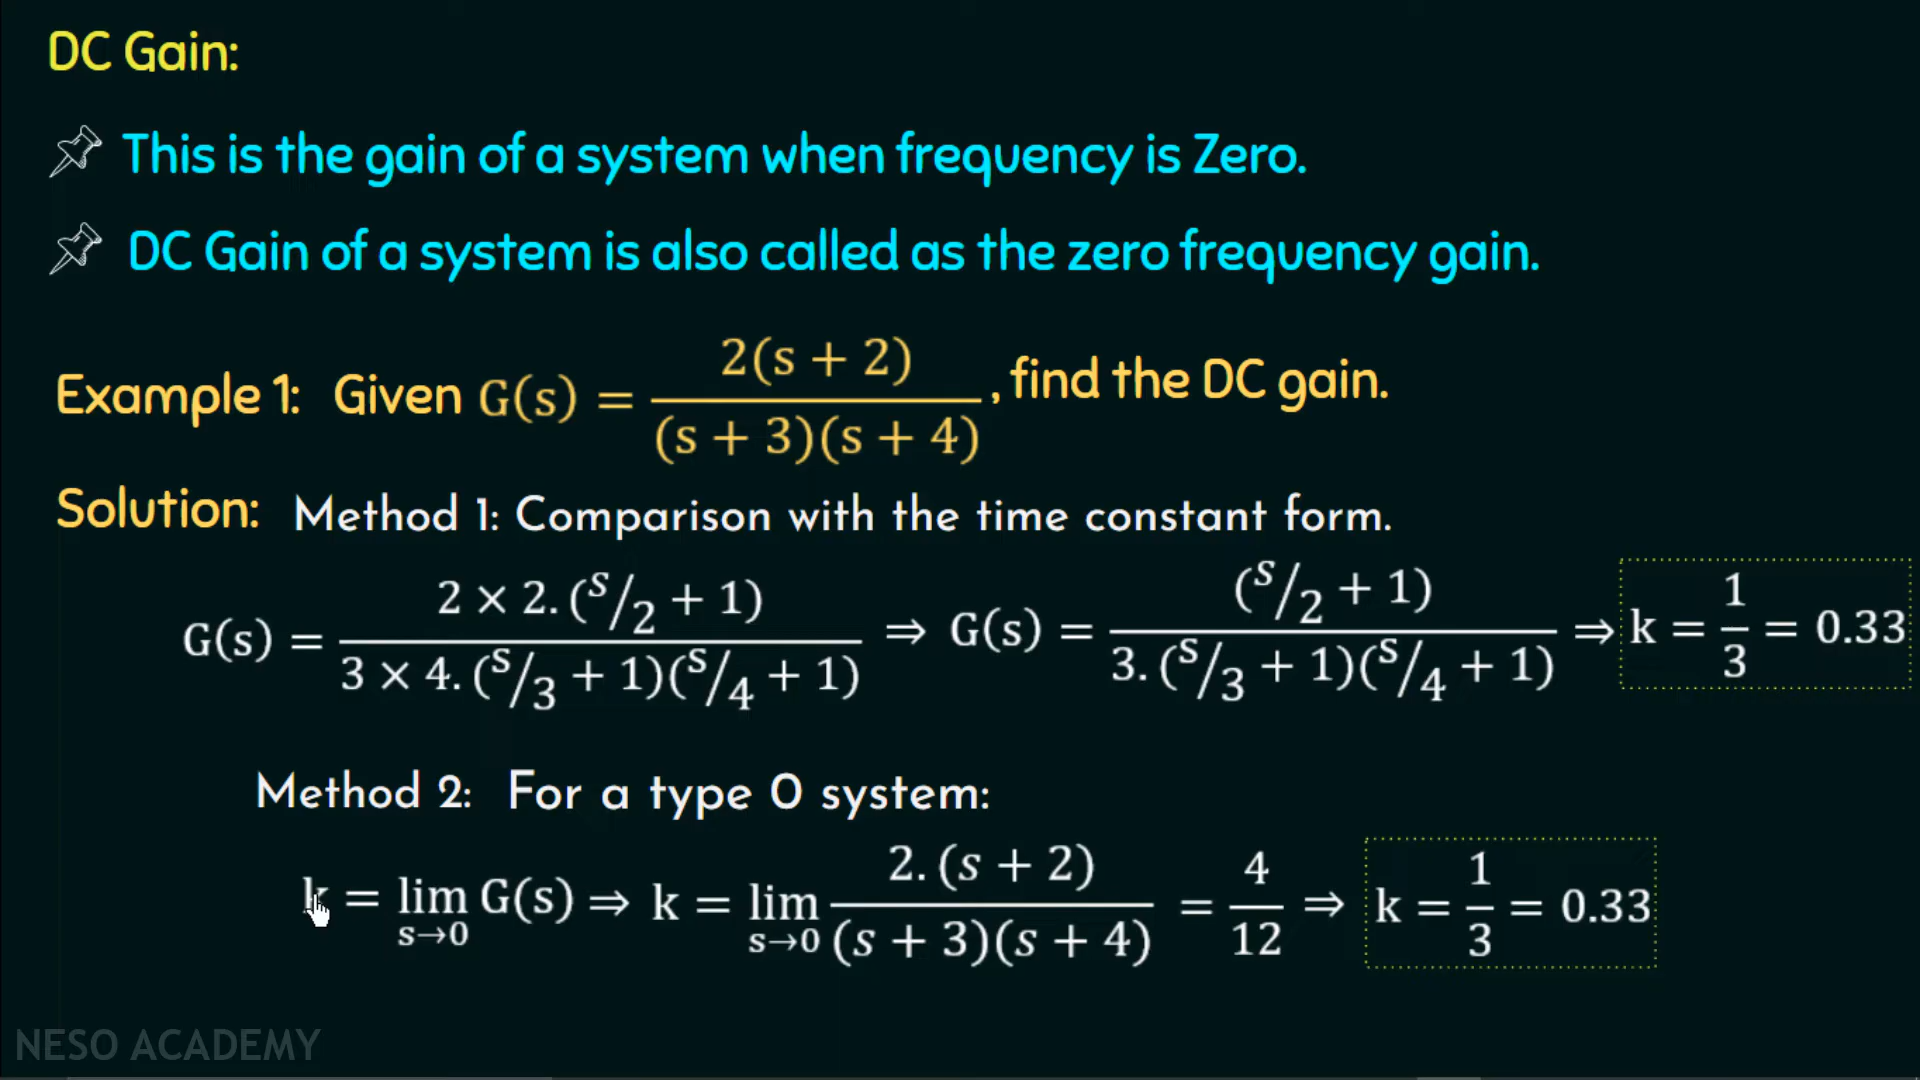 DC Gain:
This is the gain of a system when frequency is Zero.
DC Gain of a system is also called as the zero frequency gain.
Example 1: Given G(s) = 2(s + 2) / (s + 3)(s + 4) , find the DC gain.
Solution: Method 1: Comparison with the time constant form.
G(s) = 2 × 2. (s/2 + 1) / 3 × 4. (s/3 + 1)(s/4 + 1) ⇒ G(s) = (s/2 + 1) / 3. (s/3 + 1)(s/4 + 1) ⇒ k = 1/3 = 0.33
Method 2: For a type 0 system:
k = lim s→0 G(s) ⇒ k = lim s→0 2. (s + 2) / (s + 3)(s + 4) = 4/12 ⇒ k = 1/3 = 0.33
NESO ACADEMY